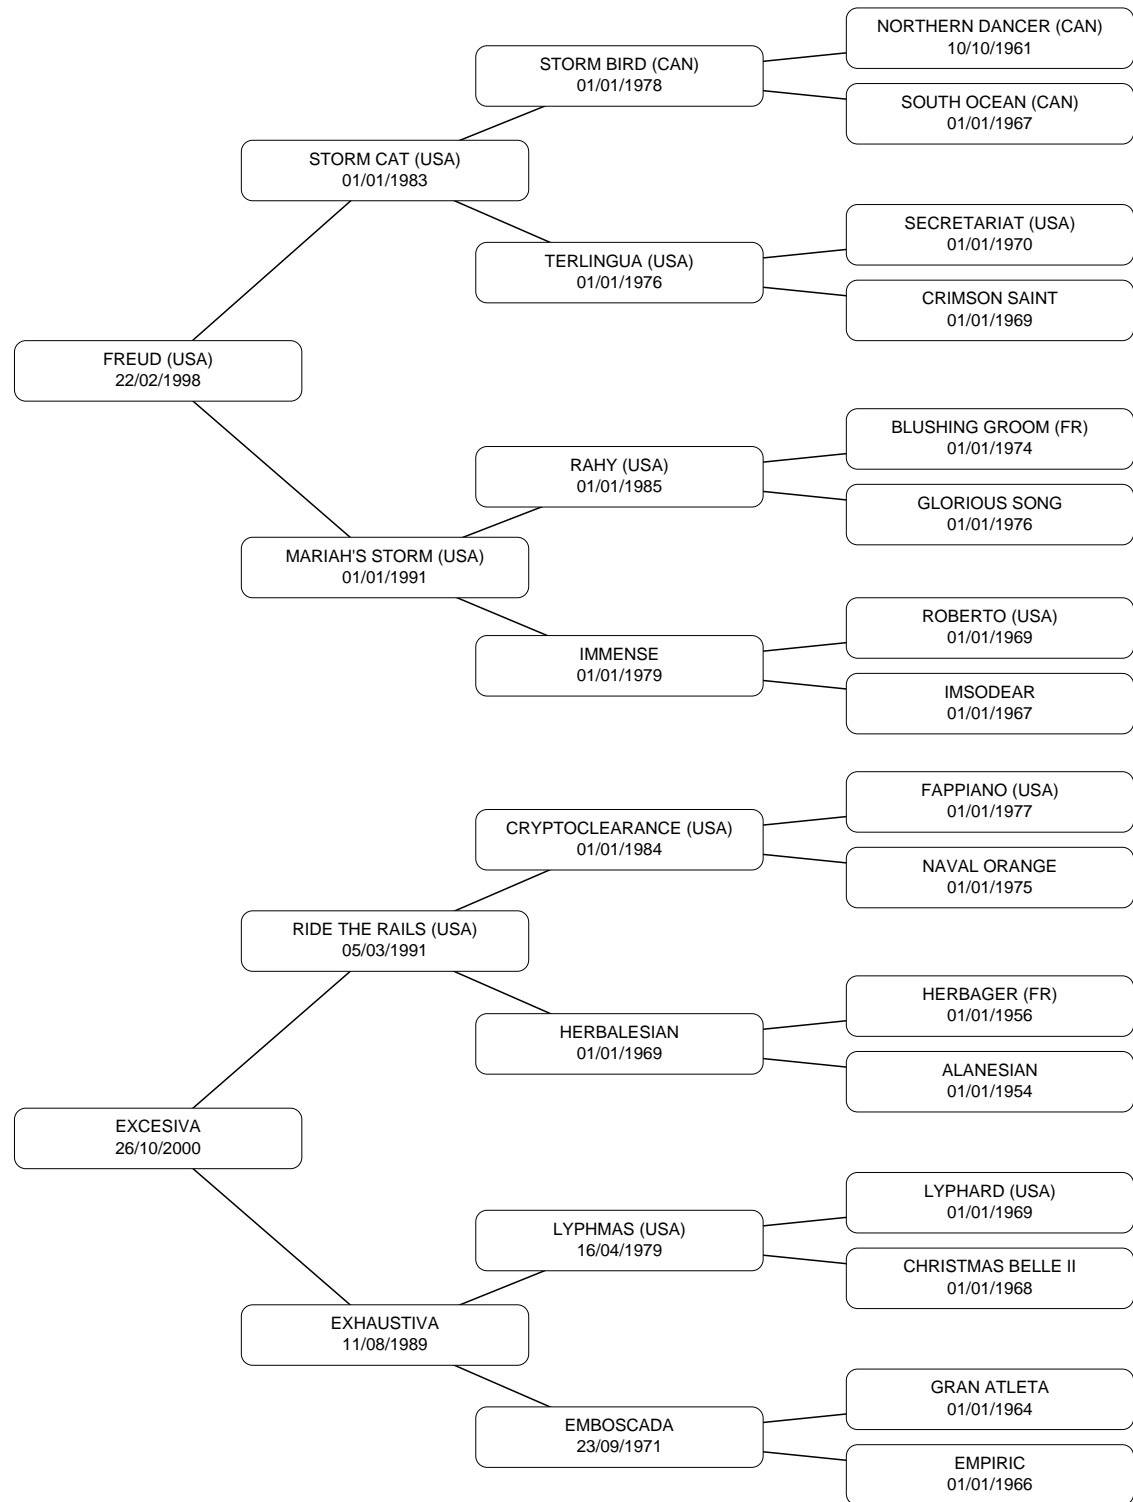 NORTHERN DANCER (CAN)
10/10/1961
STORM BIRD (CAN)
01/01/1978
SOUTH OCEAN (CAN)
01/01/1967
STORM CAT (USA)
01/01/1983
SECRETARIAT (USA)
01/01/1970
TERLINGUA (USA)
01/01/1976
CRIMSON SAINT
01/01/1969
FREUD (USA)
22/02/1998
BLUSHING GROOM (FR)
01/01/1974
RAHY (USA)
01/01/1985
GLORIOUS SONG
01/01/1976
MARIAH'S STORM (USA)
01/01/1991
ROBERTO (USA)
01/01/1969
IMMENSE
01/01/1979
IMSODEAR
01/01/1967
FAPPIANO (USA)
01/01/1977
CRYPTOCLEARANCE (USA)
01/01/1984
NAVAL ORANGE
01/01/1975
RIDE THE RAILS (USA)
05/03/1991
HERBAGER (FR)
01/01/1956
HERBALESIAN
01/01/1969
ALANESIAN
01/01/1954
EXCESIVA
26/10/2000
LYPHARD (USA)
01/01/1969
LYPHMAS (USA)
16/04/1979
CHRISTMAS BELLE II
01/01/1968
EXHAUSTIVA
11/08/1989
GRAN ATLETA
01/01/1964
EMBOSCADA
23/09/1971
EMPIRIC
01/01/1966